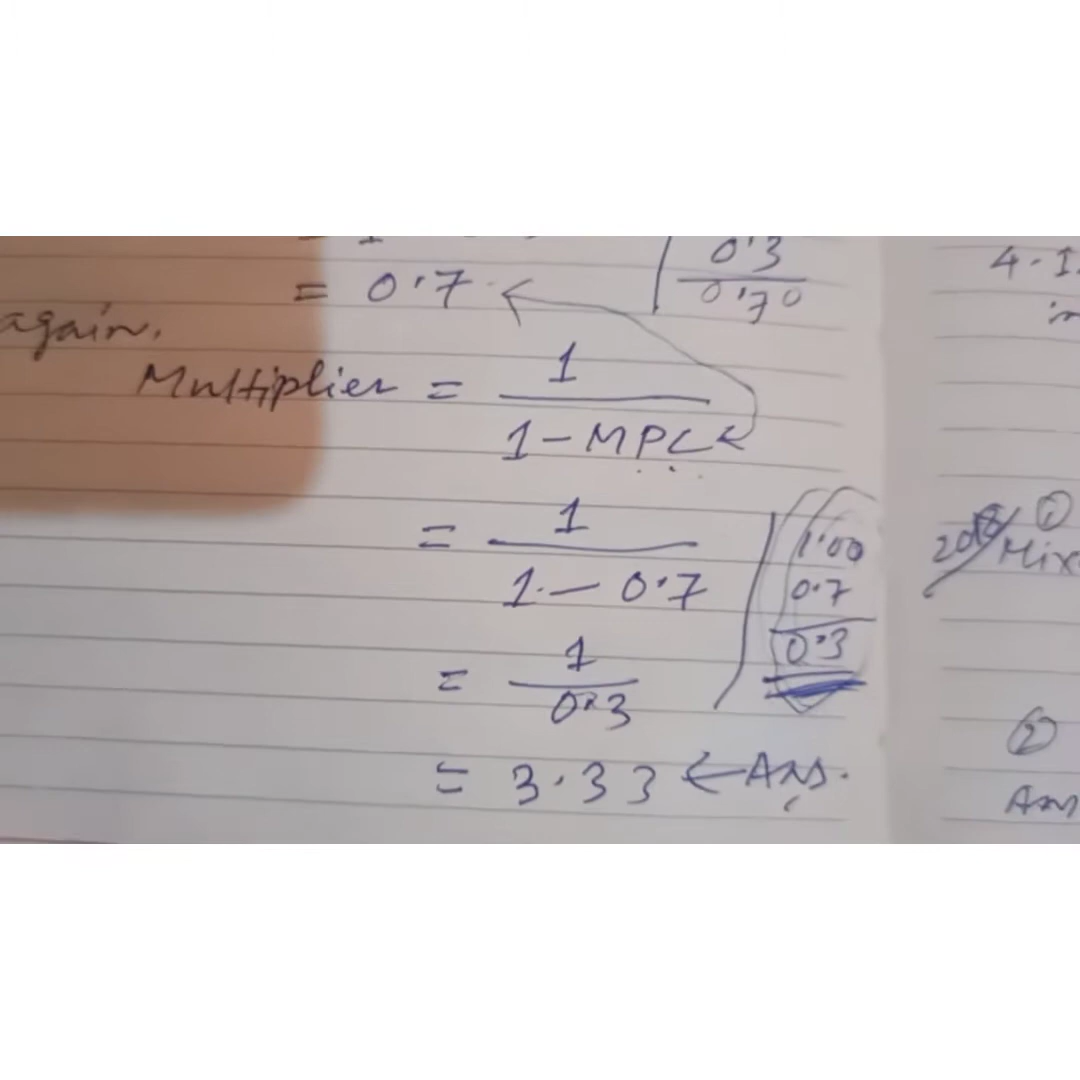 0.3
= 0.7 0.70
again.
Multiplier = 1
1 - MPC
= 1
1 - 0.7
1.00
0.7
0.3
= 1
0.3
= 3.33 ← Ans.
4. I
in
①
Mix
②
Ans